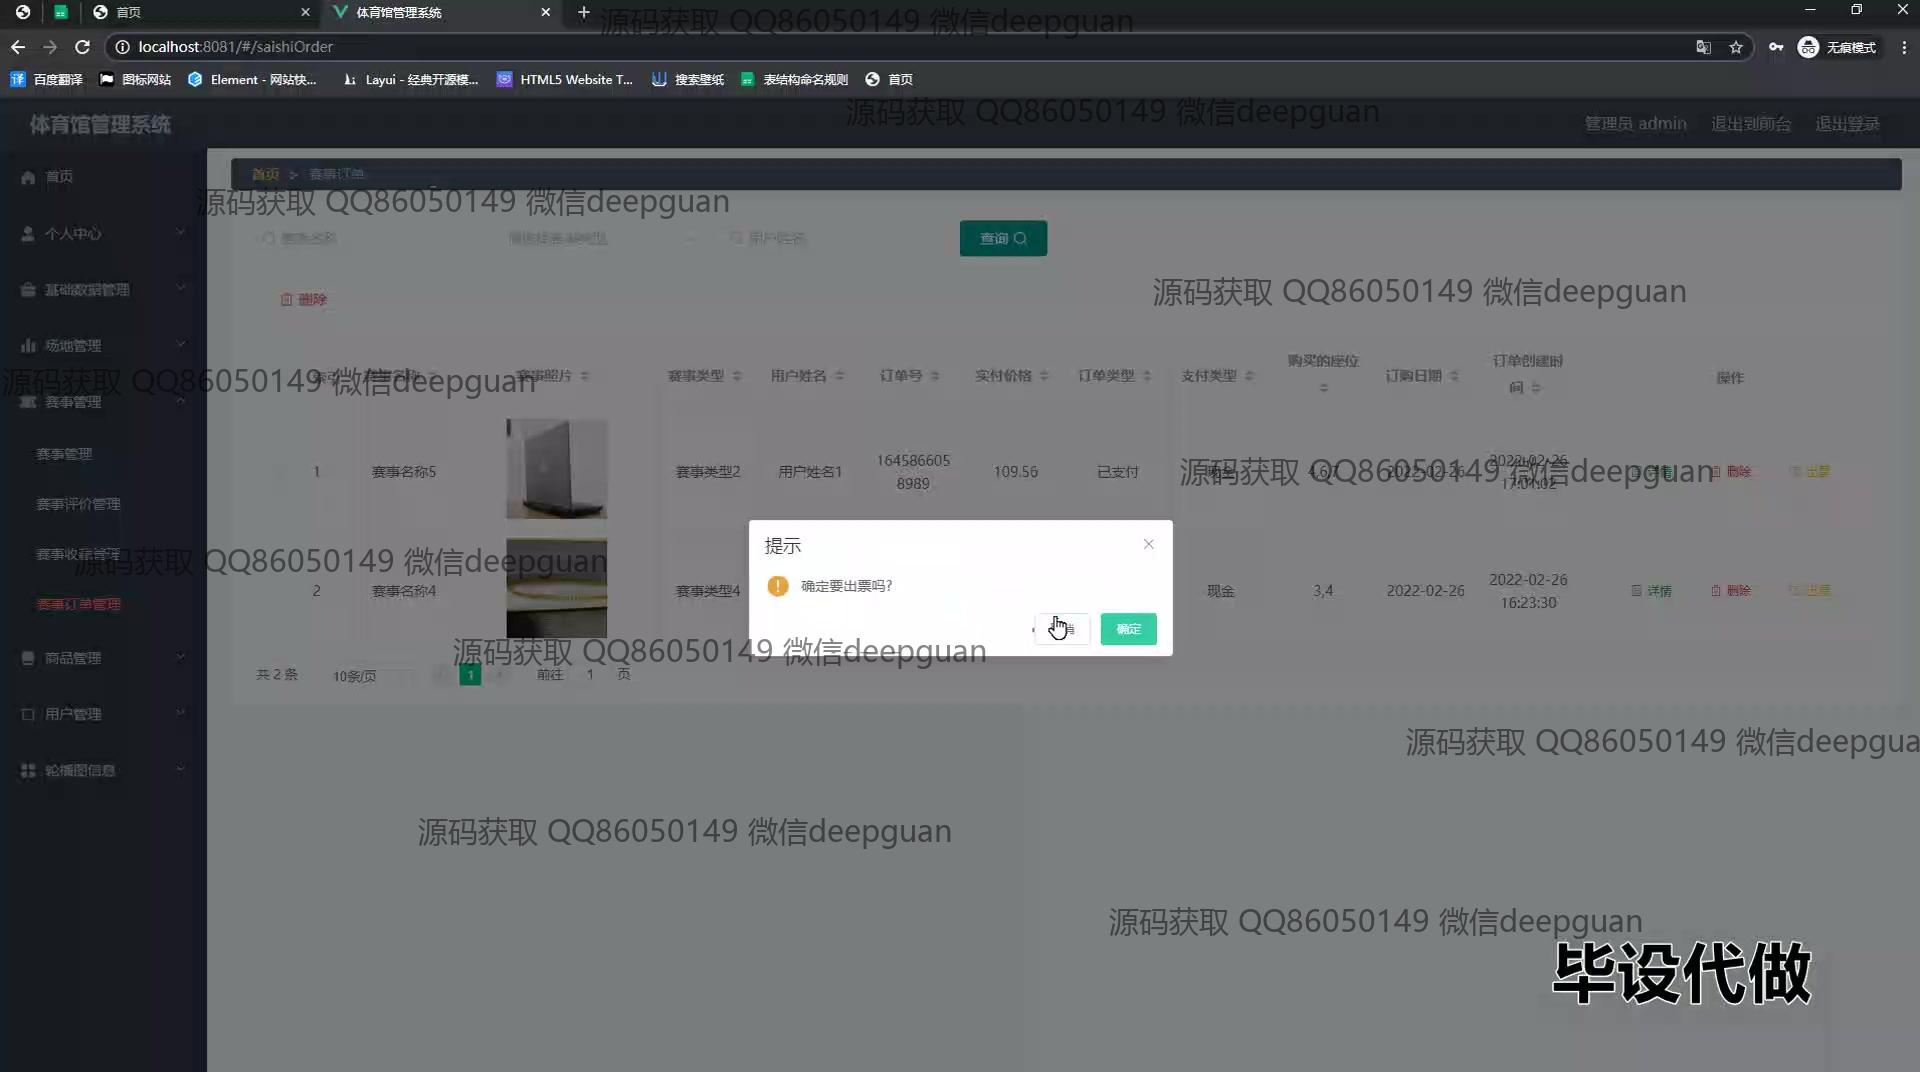 首页
体育馆管理系统
localhost:8081/#/saishiOrder
无痕模式
百度翻译 图标网站 Element - 网站快... Layui - 经典开源模... HTML5 Website T... 搜索壁纸 表结构命名规则 首页
源码获取 QQ86050149 微信deepguan
源码获取 QQ86050149 微信deepguan
体育馆管理系统
管理员 admin 退出到前台 退出登录
首页 > 赛事订单
源码获取 QQ86050149 微信deepguan
赛事名称 用户姓名 查询
删除
源码获取 QQ86050149 微信deepguan
首页
个人中心
基础数据管理
场地管理
赛事管理
赛事管理
赛事评价管理
赛事收藏管理
赛事订单管理
商品管理
用户管理
轮播图信息
源码获取 QQ86050149 微信deepguan
索引 赛事名称 赛事照片 赛事类型 用户姓名 订单号 实付价格 订单类型 支付类型 购买的座位 订购日期 订单创建时间 操作
1 赛事名称5 赛事类型2 用户姓名1 164586605
8989 109.56 已支付 现金 4,6,7 2022-02-26 2022-02-26
17:01:02 详情 删除 出票
源码获取 QQ86050149 微信deepguan
2 赛事名称4 赛事类型4 现金 3,4 2022-02-26 2022-02-26
16:23:30 详情 删除 出票
源码获取 QQ86050149 微信deepguan
提示
确定要出票吗?
确定
源码获取 QQ86050149 微信deepguan
共 2 条 10条/页 1 前往 1 页
源码获取 QQ86050149 微信deepgua
源码获取 QQ86050149 微信deepguan
源码获取 QQ86050149 微信deepguan
毕设代做